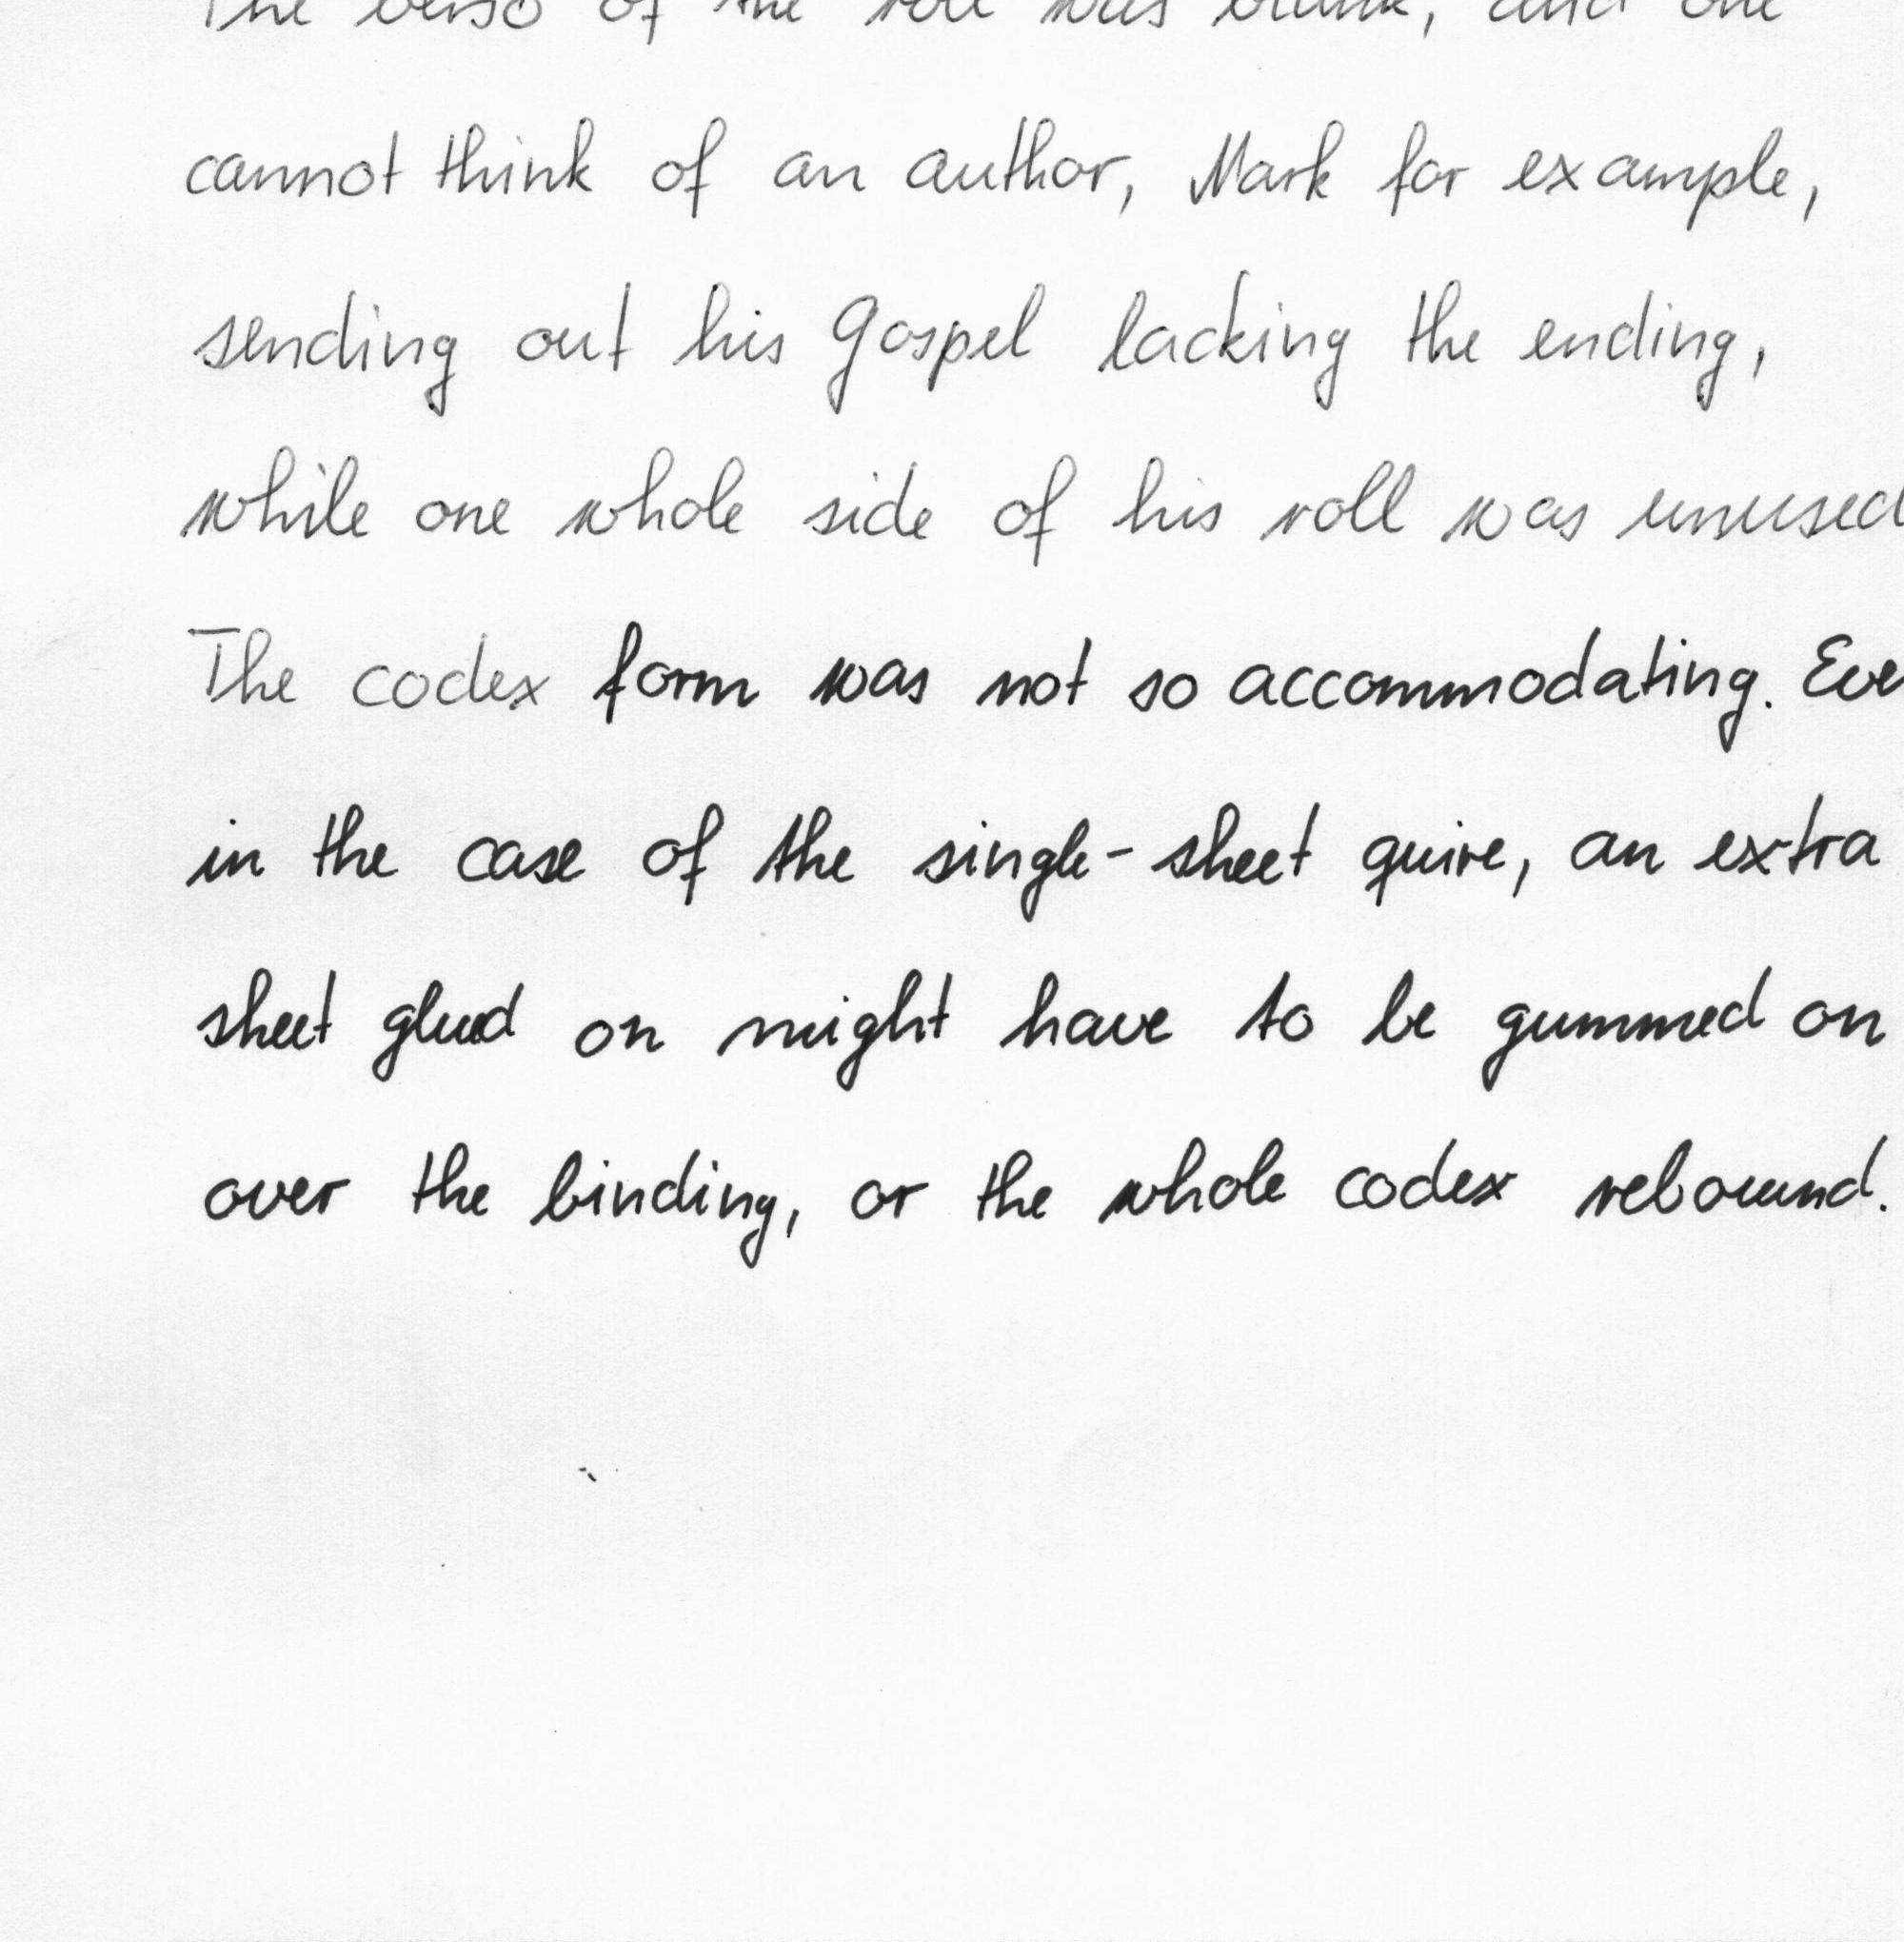 The verso of the roll was blank, and one
cannot think of an author, Mark for example,
sending out his Gospel lacking the ending,
while one whole side of his roll was unused
The codex form was not so accommodating. Eve
in the case of the single-sheet quire, an extra
sheet glued on might have to be gummed on
over the binding, or the whole codex rebound.